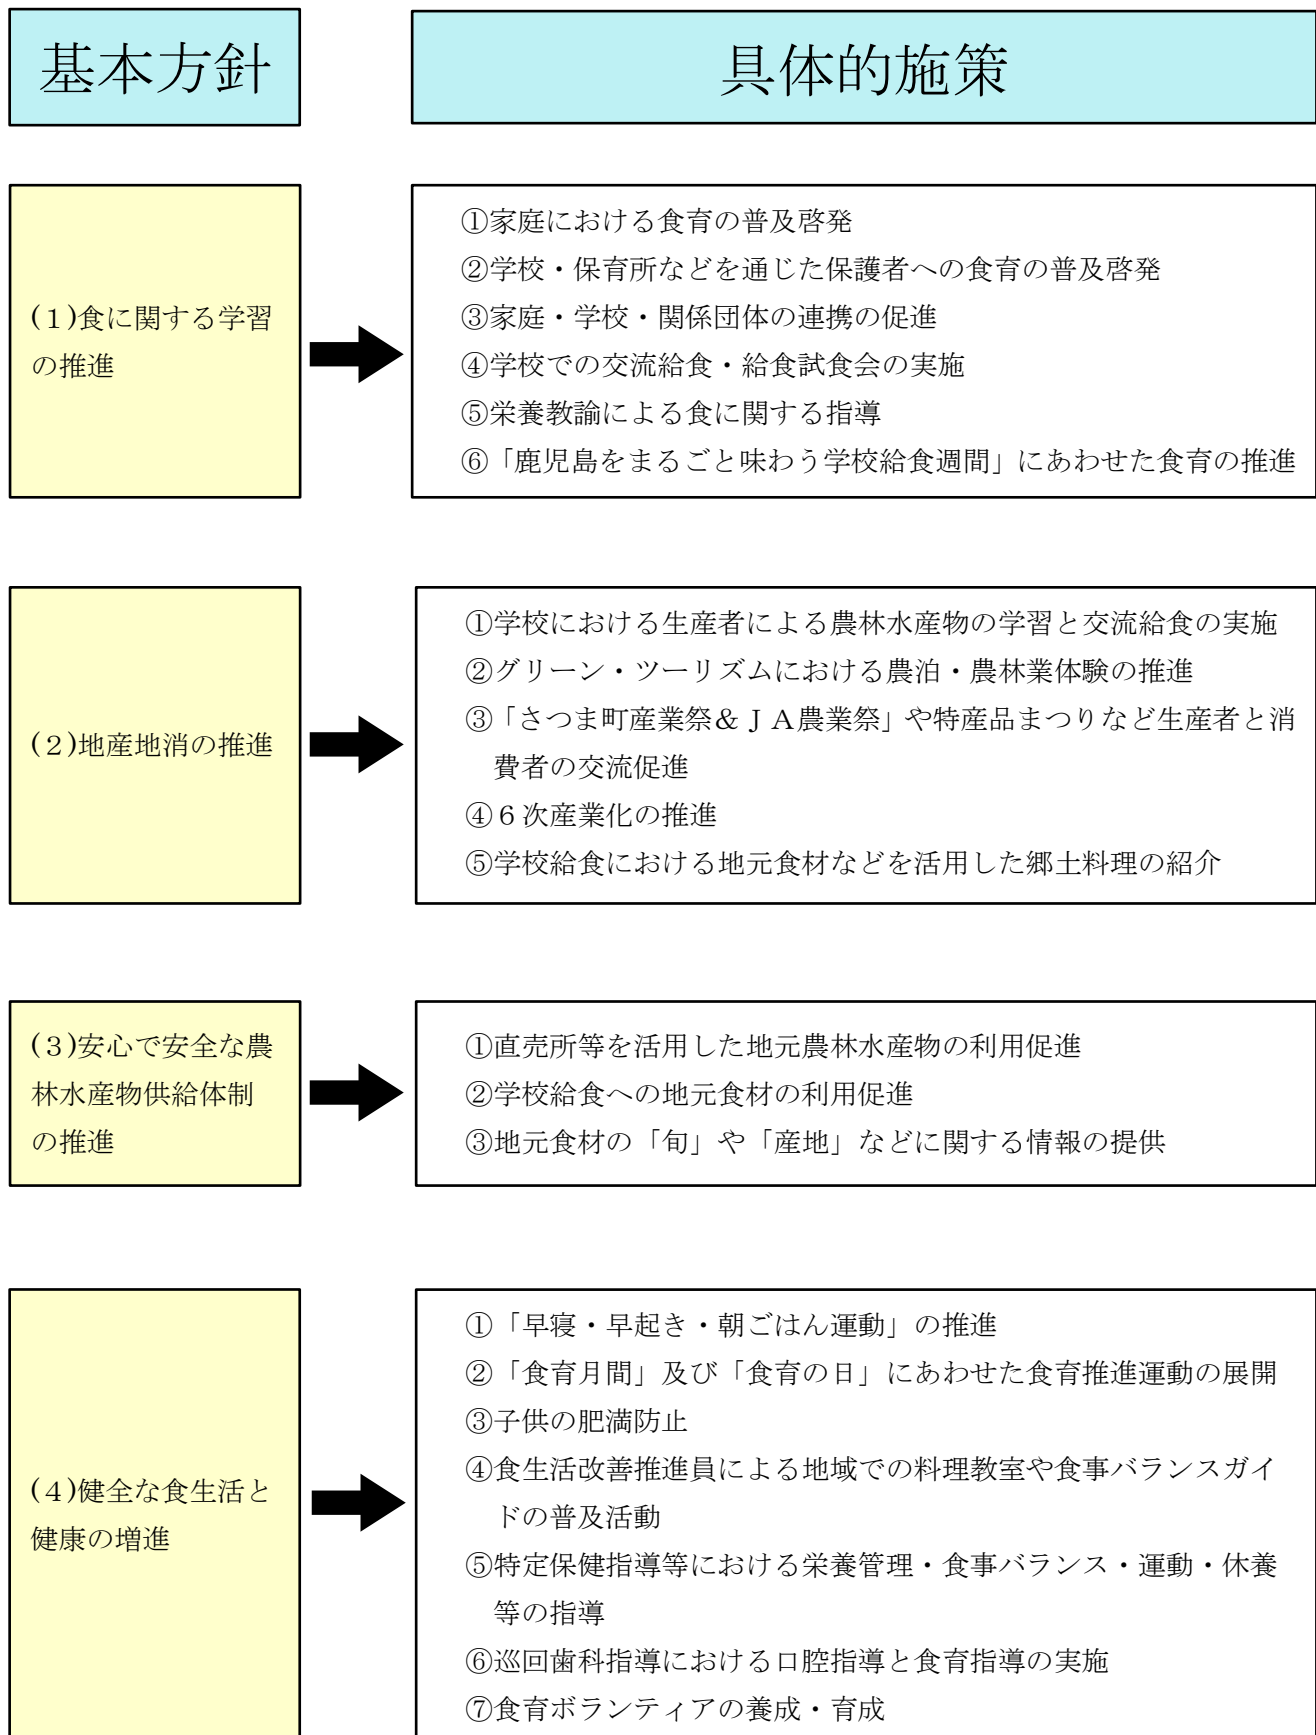 基本方針
具体的施策
(１)食に関する学習
の推進
①家庭における食育の普及啓発
②学校・保育所などを通じた保護者への食育の普及啓発
③家庭・学校・関係団体の連携の促進
④学校での交流給食・給食試食会の実施
⑤栄養教諭による食に関する指導
⑥「鹿児島をまるごと味わう学校給食週間」にあわせた食育の推進
(２)地産地消の推進
①学校における生産者による農林水産物の学習と交流給食の実施
②グリーン・ツーリズムにおける農泊・農林業体験の推進
③「さつま町産業祭＆ＪＡ農業祭」や特産品まつりなど生産者と消
費者の交流促進
④６次産業化の推進
⑤学校給食における地元食材などを活用した郷土料理の紹介
(３)安心で安全な農
林水産物供給体制
の推進
①直売所等を活用した地元農林水産物の利用促進
②学校給食への地元食材の利用促進
③地元食材の「旬」や「産地」などに関する情報の提供
(４)健全な食生活と
健康の増進
①「早寝・早起き・朝ごはん運動」の推進
②「食育月間」及び「食育の日」にあわせた食育推進運動の展開
③子供の肥満防止
④食生活改善推進員による地域での料理教室や食事バランスガイ
ドの普及活動
⑤特定保健指導等における栄養管理・食事バランス・運動・休養
等の指導
⑥巡回歯科指導における口腔指導と食育指導の実施
⑦食育ボランティアの養成・育成